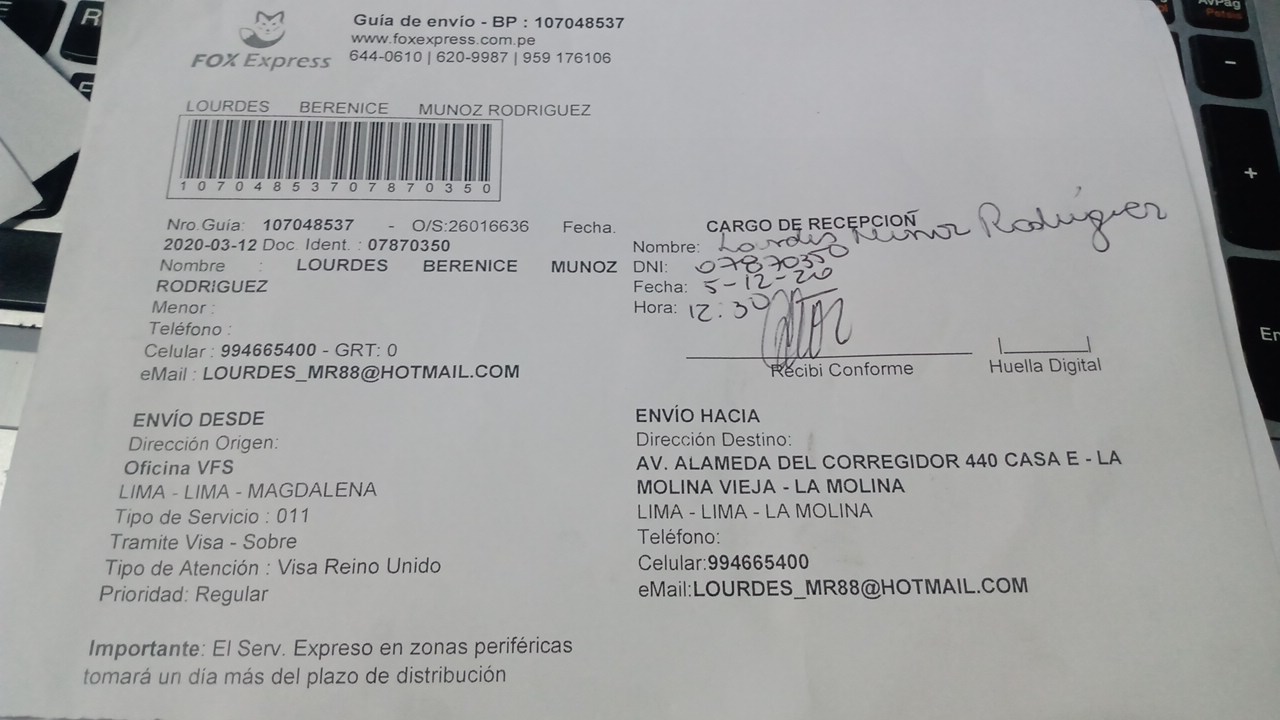 FOX Express
Guía de envío - BP : 107048537
www.foxexpress.com.pe
644-0610 | 620-9987 | 959 176106
LOURDES BERENICE MUNOZ RODRIGUEZ
10704853707870350
Nro.Guía: 107048537 - O/S:26016636 Fecha.
2020-03-12 Doc. Ident. : 07870350
Nombre : LOURDES BERENICE MUNOZ
RODRIGUEZ
Menor :
Teléfono :
Celular : 994665400 - GRT: 0
eMail : LOURDES_MR88@HOTMAIL.COM
CARGO DE RECEPCION
Nombre: Lourdes Muñoz Rodríguez
DNI: 07870350
Fecha: 5-12-20
Hora: 12:30
Recibi Conforme
Huella Digital
ENVÍO DESDE
Dirección Origen:
Oficina VFS
LIMA - LIMA - MAGDALENA
Tipo de Servicio : 011
Tramite Visa - Sobre
Tipo de Atención : Visa Reino Unido
Prioridad: Regular
ENVÍO HACIA
Dirección Destino:
AV. ALAMEDA DEL CORREGIDOR 440 CASA E - LA
MOLINA VIEJA - LA MOLINA
LIMA - LIMA - LA MOLINA
Teléfono:
Celular:994665400
eMail:LOURDES_MR88@HOTMAIL.COM
Importante: El Serv. Expreso en zonas periféricas
tomará un día más del plazo de distribución